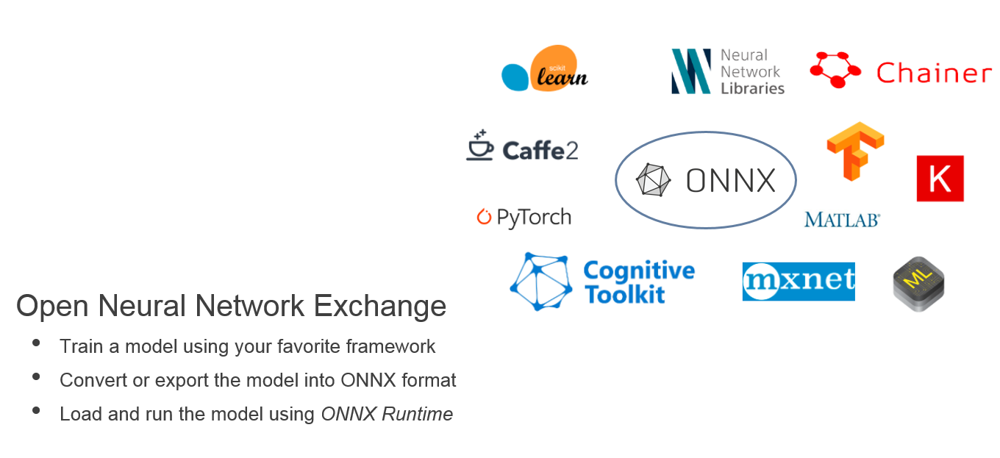 scikit
learn
Neural
Network
Libraries
Chainer
Caffe2
ONNX
K
PyTorch
MATLAB®
Cognitive
Toolkit
mxnet
ML
Open Neural Network Exchange
• Train a model using your favorite framework
• Convert or export the model into ONNX format
• Load and run the model using ONNX Runtime